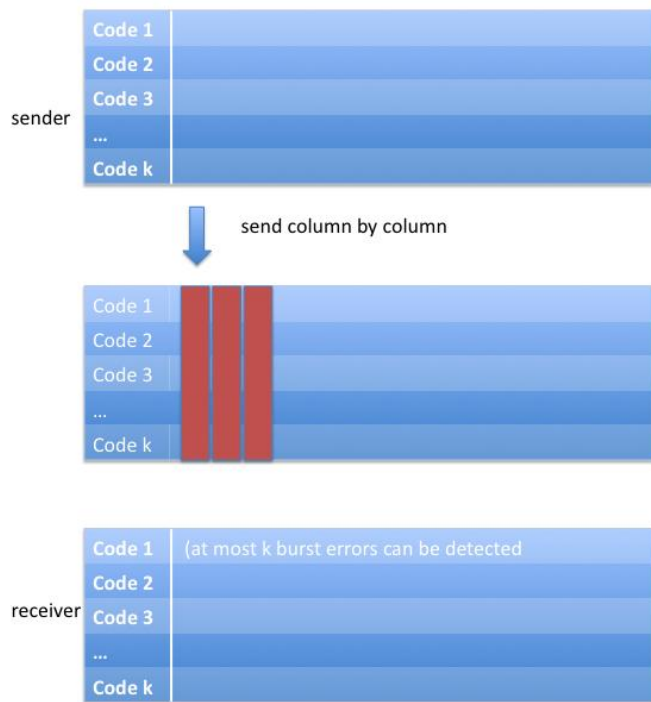 Code 1
Code 2
Code 3
sender
...
Code k
send column by column
Code 1
Code 2
Code 3
...
Code k
Code 1 (at most k burst errors can be detected
Code 2
receiver Code 3
...
Code k